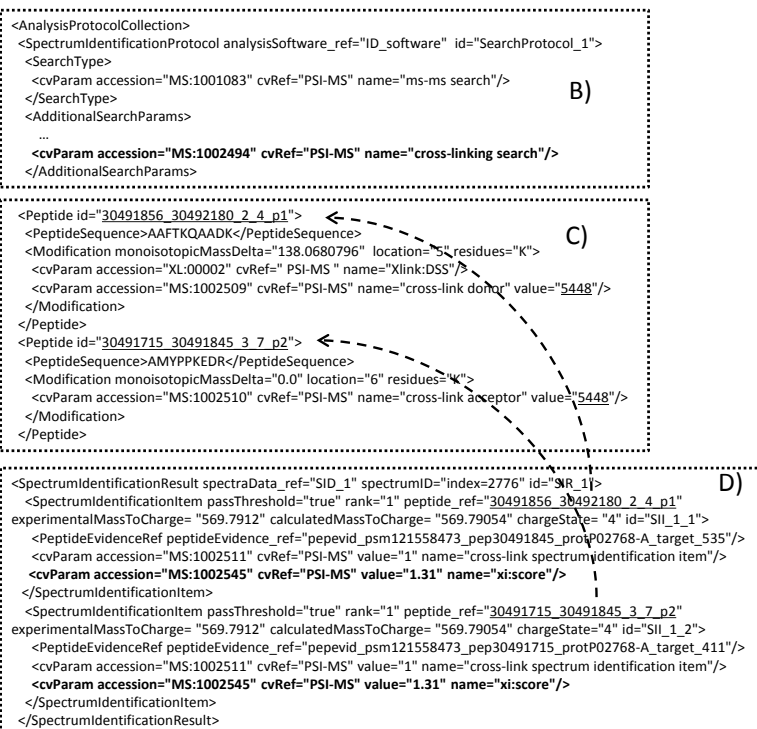 <AnalysisProtocolCollection>
<SpectrumIdentificationProtocol analysisSoftware_ref="ID_software" id="SearchProtocol_1">
<SearchType>
<cvParam accession="MS:1001083" cvRef="PSI-MS" name="ms-ms search"/>
</SearchType>
B)
<AdditionalSearchParams>
…
<cvParam accession="MS:1002494" cvRef="PSI-MS" name="cross-linking search"/>
</AdditionalSearchParams>
<Peptide id="30491856_30492180_2_4_p1">
<PeptideSequence>AAFTKQAADK</PeptideSequence>
C)
<Modification monoisotopicMassDelta="138.0680796" location="5" residues="K">
<cvParam accession="XL:00002" cvRef=" PSI-MS " name="Xlink:DSS"/>
<cvParam accession="MS:1002509" cvRef="PSI-MS" name="cross-link donor" value="5448"/>
</Modification>
</Peptide>
<Peptide id="30491715_30491845_3_7_p2">
<PeptideSequence>AMYPPKEDR</PeptideSequence>
<Modification monoisotopicMassDelta="0.0" location="6" residues="K">
<cvParam accession="MS:1002510" cvRef="PSI-MS" name="cross-link acceptor" value="5448"/>
</Modification>
</Peptide>
<SpectrumIdentificationResult spectraData_ref="SID_1" spectrumID="index=2776" id="SIR_1">
D)
<SpectrumIdentificationItem passThreshold="true" rank="1" peptide_ref="30491856_30492180_2_4_p1"
experimentalMassToCharge= "569.7912" calculatedMassToCharge= "569.79054" chargeState= "4" id="SII_1_1">
<PeptideEvidenceRef peptideEvidence_ref="pepevid_psm121558473_pep30491845_protP02768-A_target_535"/>
<cvParam accession="MS:1002511" cvRef="PSI-MS" value="1" name="cross-link spectrum identification item"/>
<cvParam accession="MS:1002545" cvRef="PSI-MS" value="1.31" name="xi:score"/>
</SpectrumIdentificationItem>
<SpectrumIdentificationItem passThreshold="true" rank="1" peptide_ref="30491715_30491845_3_7_p2"
experimentalMassToCharge= "569.7912" calculatedMassToCharge= "569.79054" chargeState="4" id="SII_1_2">
<PeptideEvidenceRef peptideEvidence_ref="pepevid_psm121558473_pep30491715_protP02768-A_target_411"/>
<cvParam accession="MS:1002511" cvRef="PSI-MS" value="1" name="cross-link spectrum identification item"/>
<cvParam accession="MS:1002545" cvRef="PSI-MS" value="1.31" name="xi:score"/>
</SpectrumIdentificationItem>
</SpectrumIdentificationResult>